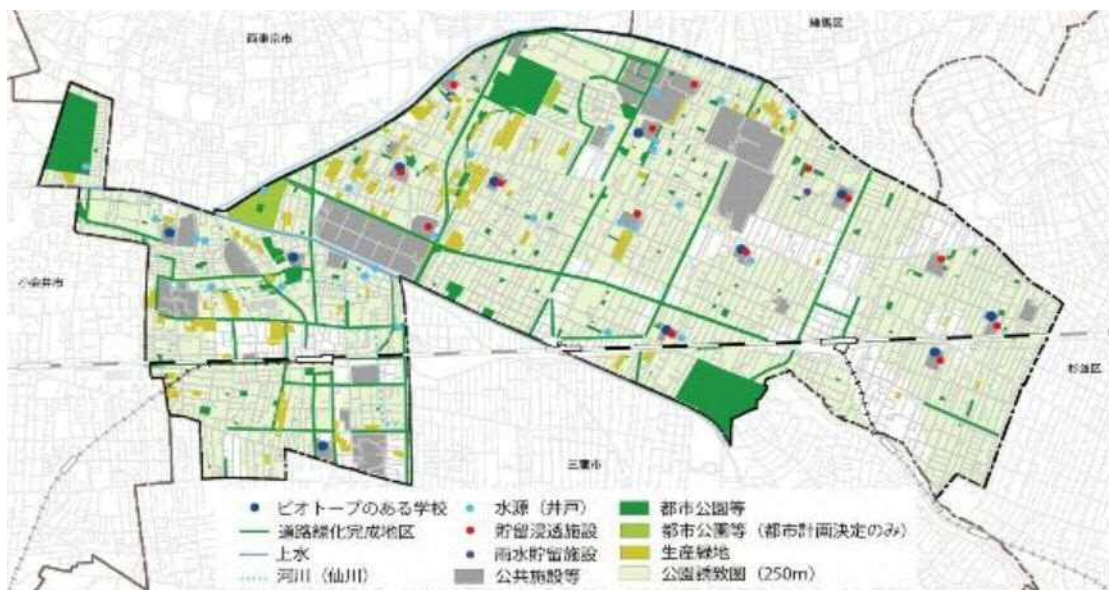 西東京市
練馬区
小金井市
杉並区
三鷹市
ビオトープのある学校
道路緑化完成地区
上水
河川（仙川）
水源（井戸）
貯留浸透施設
雨水貯留施設
公共施設等
都市公園等
都市公園等（都市計画決定のみ）
生産緑地
公園誘致圏（250m）